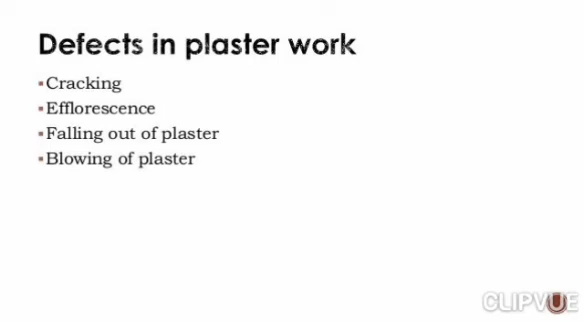 Defects in plaster work
▪Cracking
▪Efflorescence
▪Falling out of plaster
▪Blowing of plaster
CLIPVUE